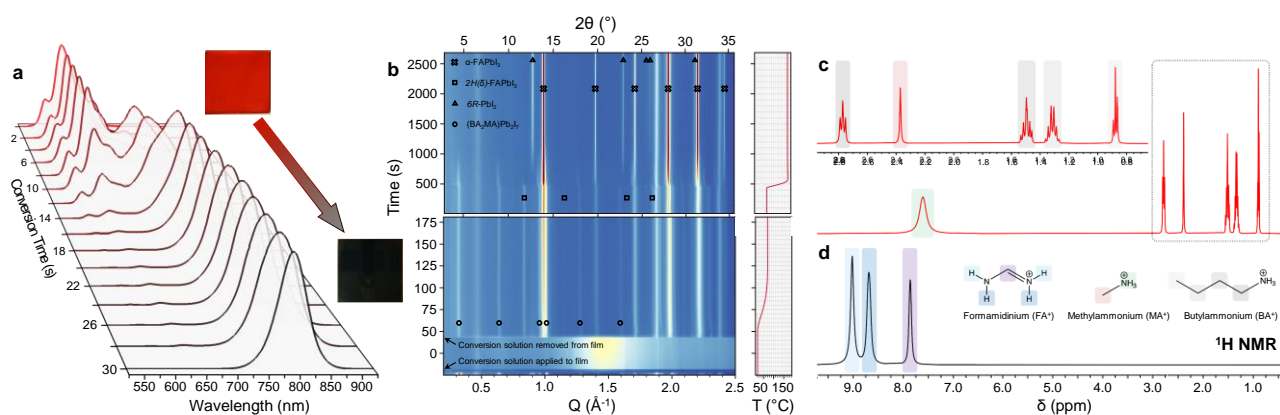 a
2
6
10
14
18
22
26
30
Conversion Time (s)
550 600 650 700 750 800 850 900
Wavelength (nm)
b
2θ (°)
5 10 15 20 25 30 35
α-FAPbI₃
2H(δ)-FAPbI₃
6R-PbI₂
(BA₂MA)Pb₂I₇
2500
2000
1500
1000
500
175
125
75
50
0
Time (s)
Conversion solution removed from film
Conversion solution applied to film
0.5 1.0 1.5 2 2.5
Q (Å⁻¹)
50 150
T (°C)
c
2.6 2.4 2.2 2.0 1.8 1.6 1.4 1.2 1.0 0.8
d
H N N H
H H
Formamidinium (FA⁺)
NH₃
Methylammonium (MA⁺)
NH₃
Butylammonium (BA⁺)
¹H NMR
9.0 8.0 7.0 6.0 5.0 4.0 3.0 2.0 1.0
δ (ppm)